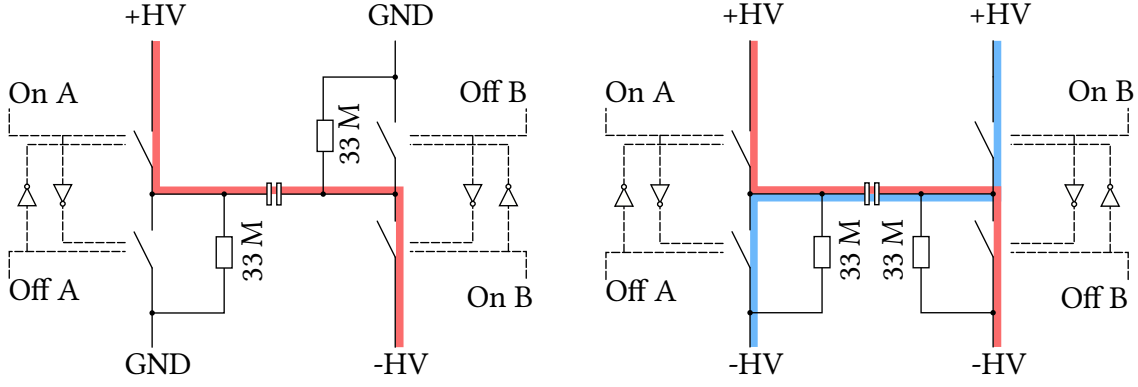 +HV
GND
On A
Off B
33 M
33 M
Off A
On B
GND
-HV
+HV
+HV
On A
On B
33 M
33 M
Off A
Off B
-HV
-HV